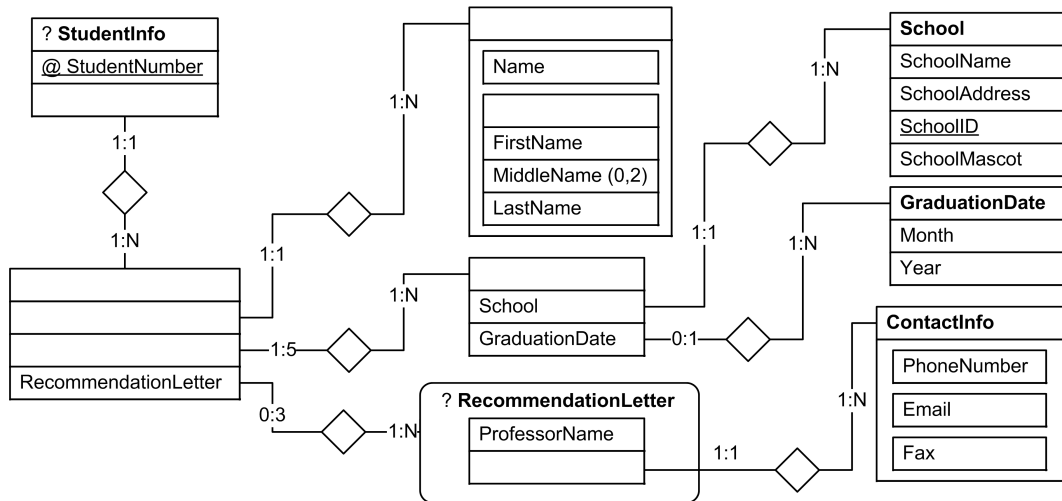 ? StudentInfo
@ StudentNumber
1:1
1:N
RecommendationLetter
1:1
1:N
1:5
1:N
0:3
1:N
Name
FirstName
MiddleName (0,2)
LastName
School
GraduationDate
? RecommendationLetter
ProfessorName
1:1
1:N
0:1
1:N
1:1
1:N
School
SchoolName
SchoolAddress
SchoolID
SchoolMascot
GraduationDate
Month
Year
ContactInfo
PhoneNumber
Email
Fax